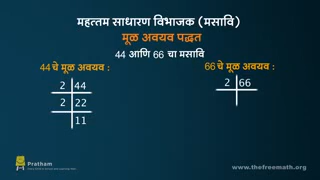 महत्तम साधारण विभाजक (मसावि)
मूळ अवयव पद्धत
44 आणि 66 चा मसावि
44 चे मूळ अवयव :
2 44
2 22
11
66 चे मूळ अवयव :
2 66
Pratham
www.thefreemath.org